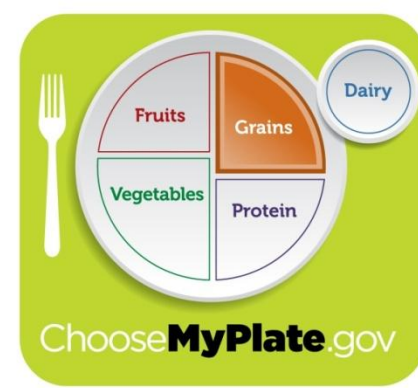 Fruits
Grains
Dairy
Vegetables
Protein
ChooseMyPlate.gov